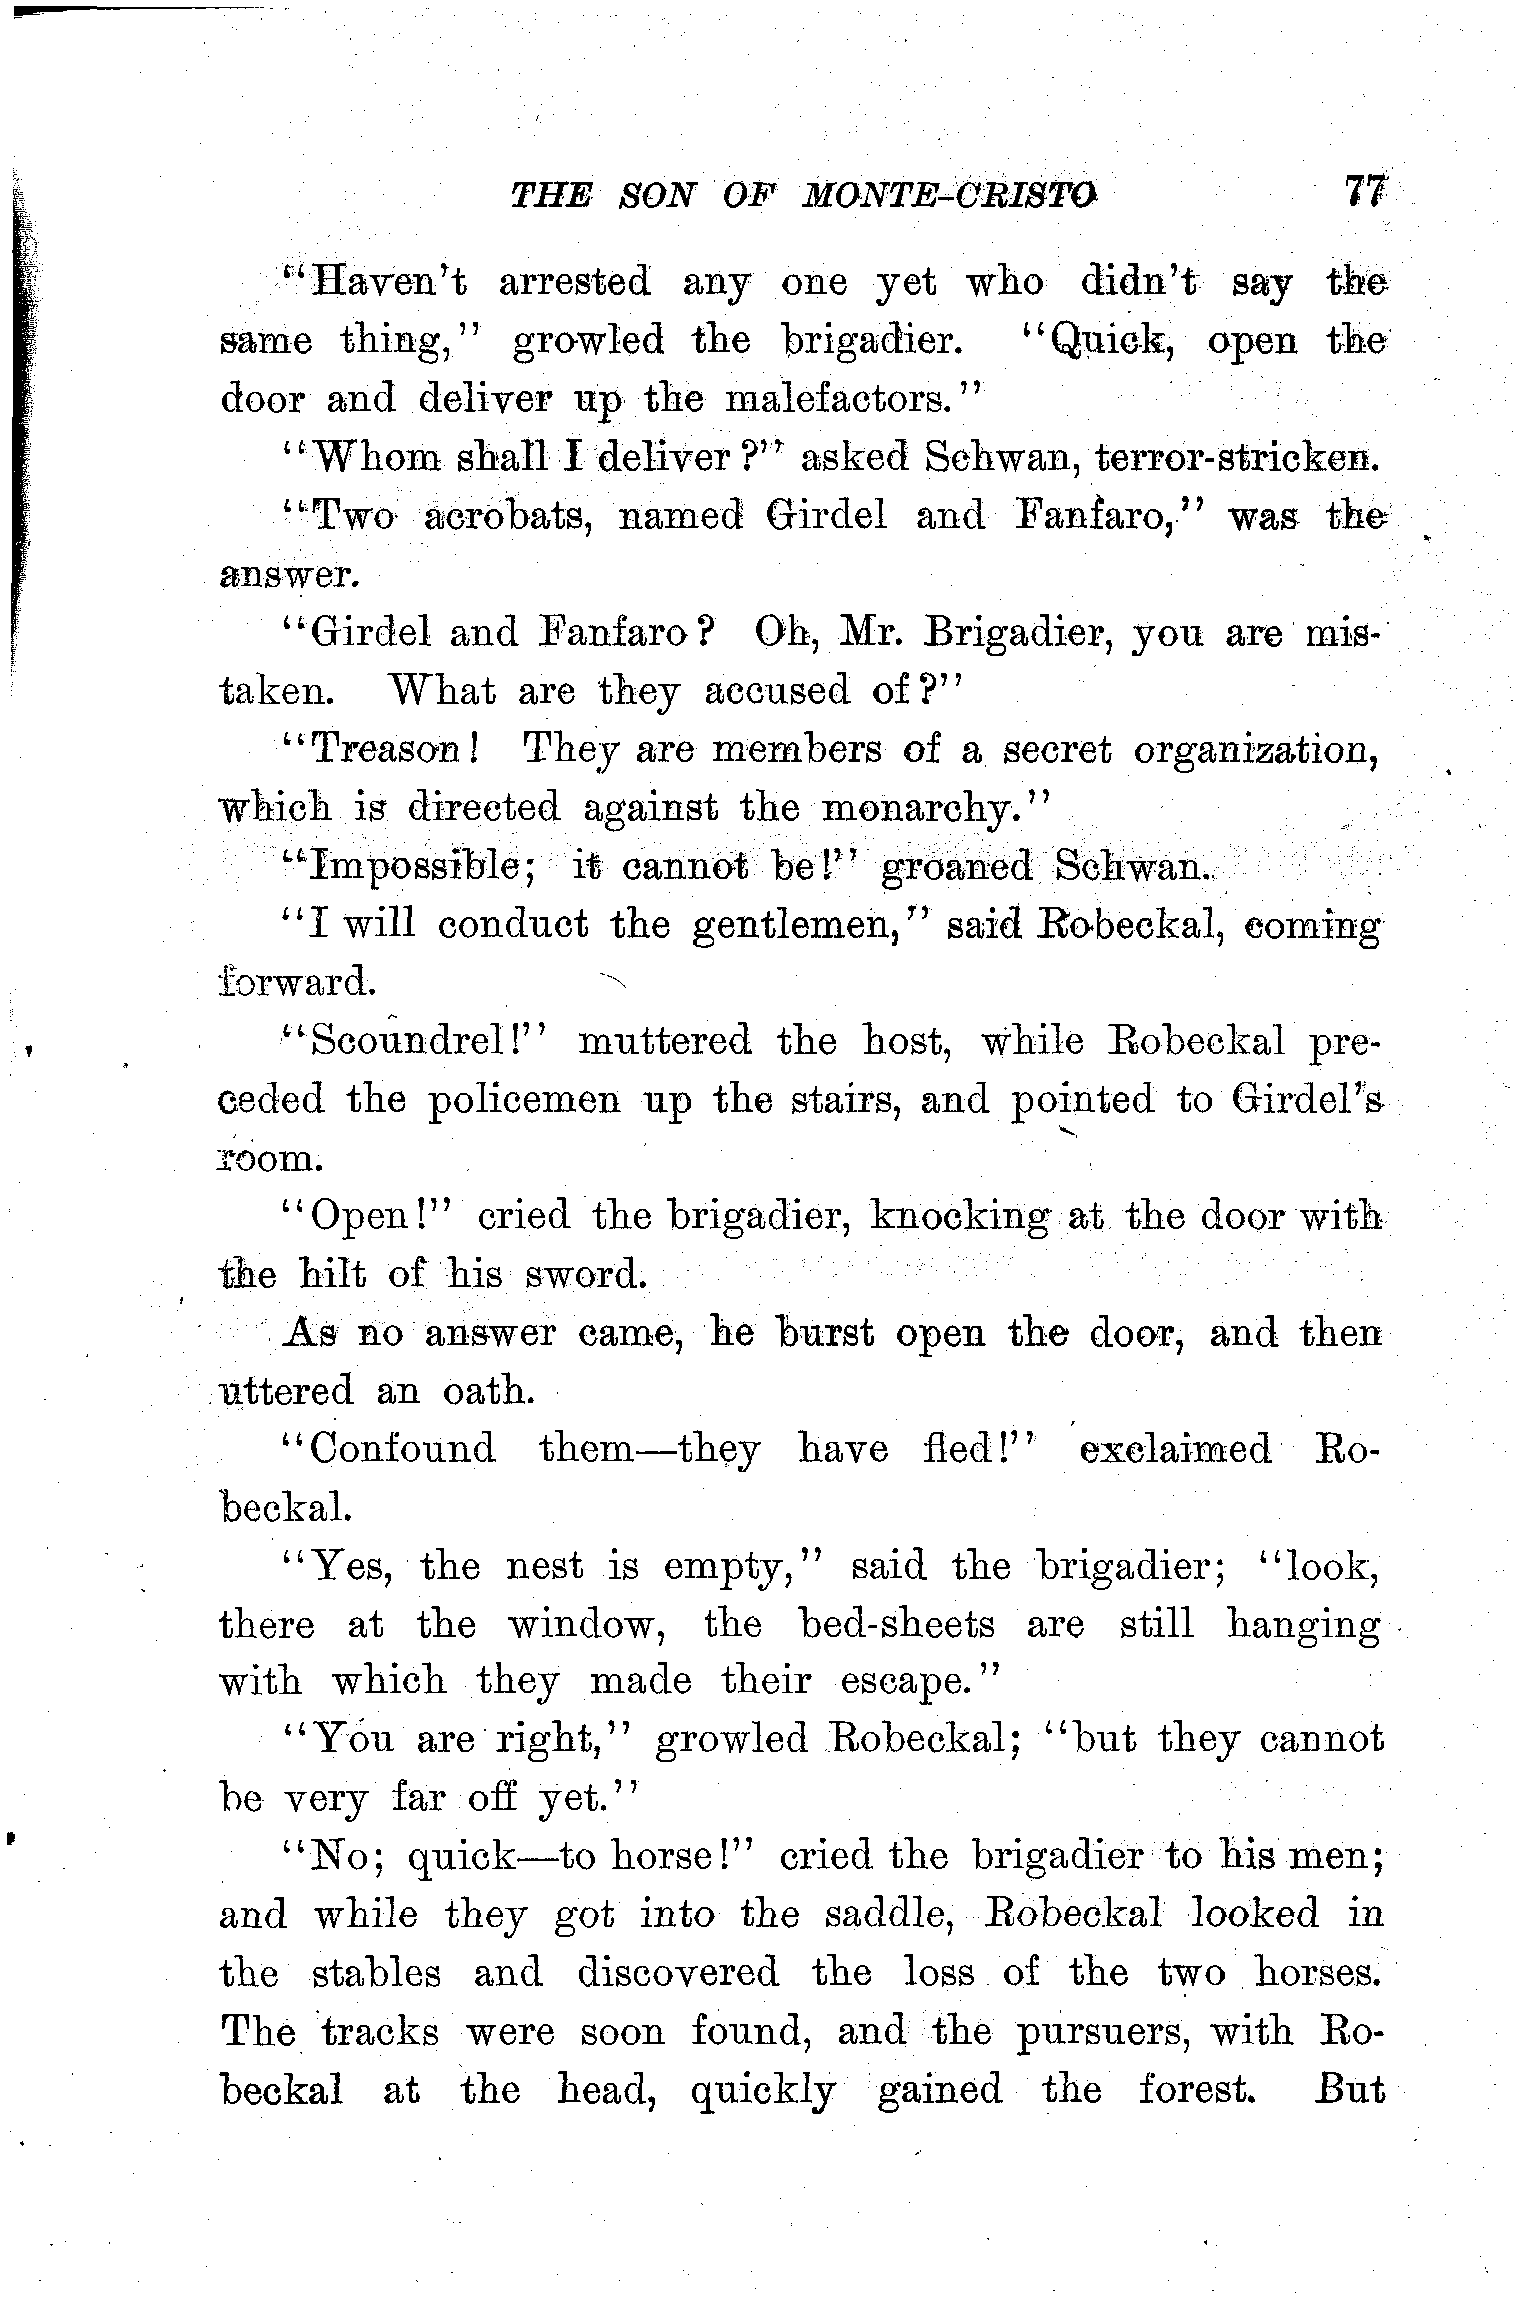 THE SON OF MONTE-CRISTO 77
"Haven't arrested any one yet who didn't say the
same thing," growled the brigadier. "Quick, open the
door and deliver up the malefactors."
"Whom shall I deliver?" asked Schwan, terror-stricken.
"Two acrobats, named Girdel and Fanfaro," was the
answer.
"Girdel and Fanfaro? Oh, Mr. Brigadier, you are mis-
taken. What are they accused of?"
"Treason! They are members of a secret organization,
which is directed against the monarchy."
"Impossible; it cannot be!" groaned Schwan.
"I will conduct the gentlemen," said Robeckal, coming
forward.
"Scoundrel!" muttered the host, while Robeckal pre-
ceded the policemen up the stairs, and pointed to Girdel's
room.
"Open!" cried the brigadier, knocking at the door with
the hilt of his sword.
As no answer came, he burst open the door, and then
uttered an oath.
"Confound them—they have fled!" exclaimed Ro-
beckal.
"Yes, the nest is empty," said the brigadier; "look,
there at the window, the bed-sheets are still hanging
with which they made their escape."
"You are right," growled Robeckal; "but they cannot
be very far off yet."
"No; quick—to horse!" cried the brigadier to his men;
and while they got into the saddle, Robeckal looked in
the stables and discovered the loss of the two horses.
The tracks were soon found, and the pursuers, with Ro-
beckal at the head, quickly gained the forest. But